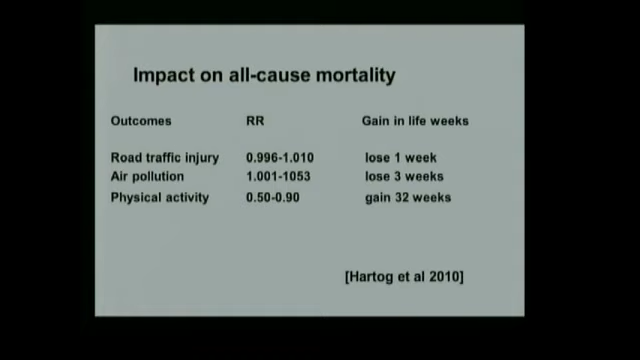 Impact on all-cause mortality
Outcomes RR Gain in life weeks
Road traffic injury 0.996-1.010 lose 1 week
Air pollution 1.001-1053 lose 3 weeks
Physical activity 0.50-0.90 gain 32 weeks
[Hartog et al 2010]